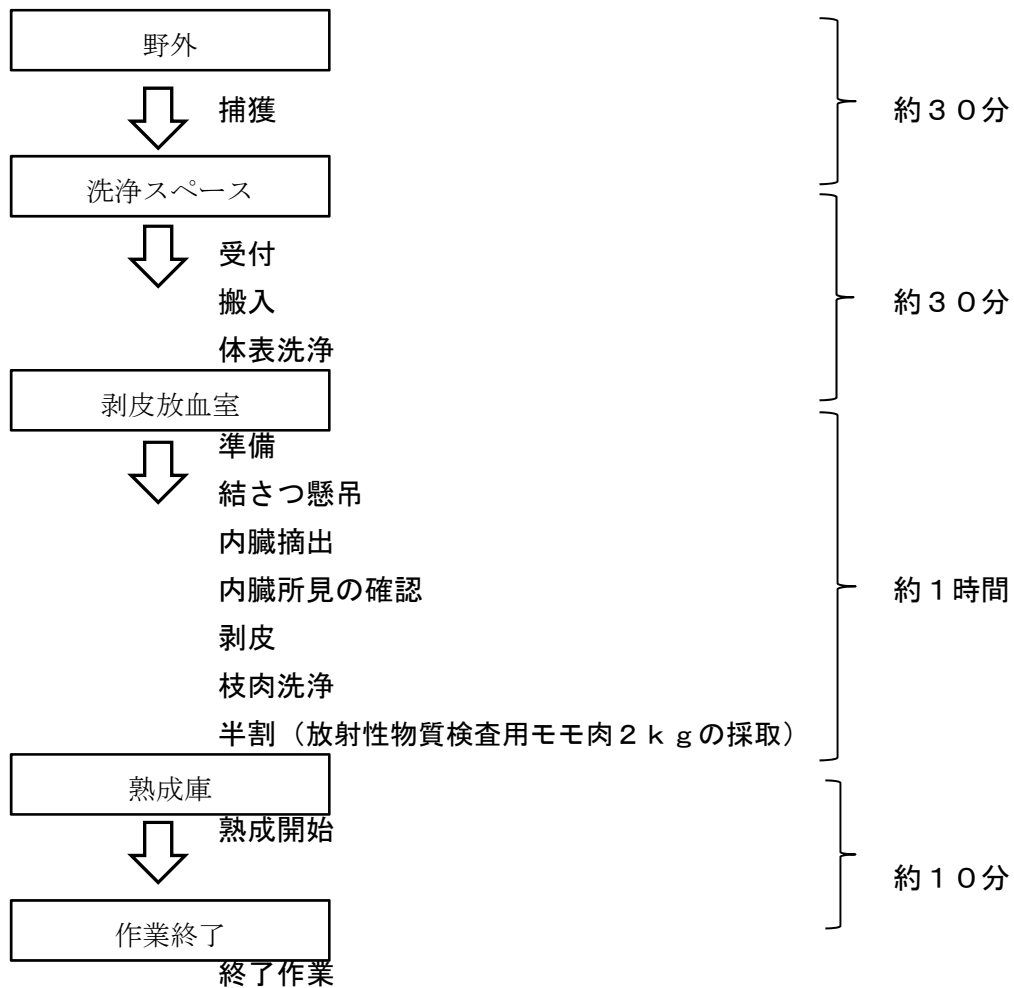 野外
捕獲
約３０分
洗浄スペース
受付
搬入
約３０分
体表洗浄
剥皮放血室
準備
結さつ懸吊
内臓摘出
内臓所見の確認
約１時間
剥皮
枝肉洗浄
半割（放射性物質検査用モモ肉２ｋｇの採取）
熟成庫
熟成開始
約１０分
作業終了
終了作業